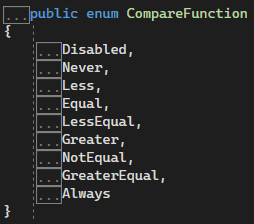 ...public enum CompareFunction
{
...Disabled,
...Never,
...Less,
...Equal,
...LessEqual,
...Greater,
...NotEqual,
...GreaterEqual,
...Always
}